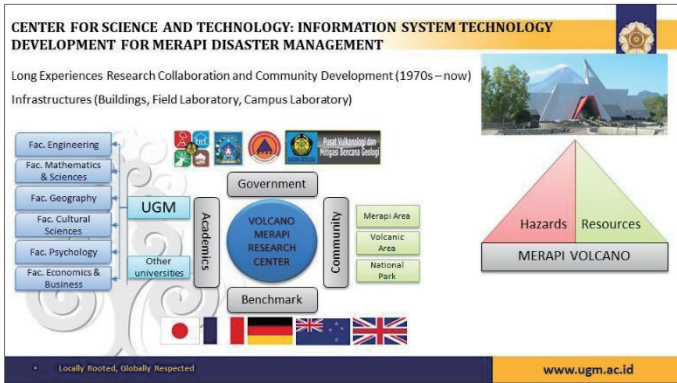 CENTER FOR SCIENCE AND TECHNOLOGY: INFORMATION SYSTEM TECHNOLOGY
DEVELOPMENT FOR MERAPI DISASTER MANAGEMENT
Long Experiences Research Collaboration and Community Development (1970s – now)
Infrastructures (Buildings, Field Laboratory, Campus Laboratory)
Fac. Engineering
Fac. Mathematics
& Sciences
Fac. Geography
Fac. Cultural
Sciences
Fac. Psychology
Fac. Economics &
Business
UGM
Other
universities
Academics
Pusat Vulkanologi dan
Mitigasi Bencana Geologi
Government
VOLCANO
MERAPI
RESEARCH
CENTER
Benchmark
Community
Merapi Area
Volcanic
Area
National
Park
Hazards
Resources
MERAPI VOLCANO
• Locally Rooted, Globally Respected
www.ugm.ac.id